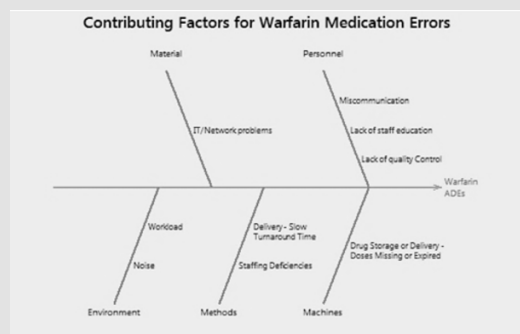 Contributing Factors for Warfarin Medication Errors
Material
Personnel
Miscommunication
IT/Network problems
Lack of staff education
Lack of quality Control
Warfarin
ADEs
Workload
Delivery - Slow
Turnaround Time
Drug Storage or Delivery -
Doses Missing or Expired
Noise
Staffing Deficiencies
Environment
Methods
Machines